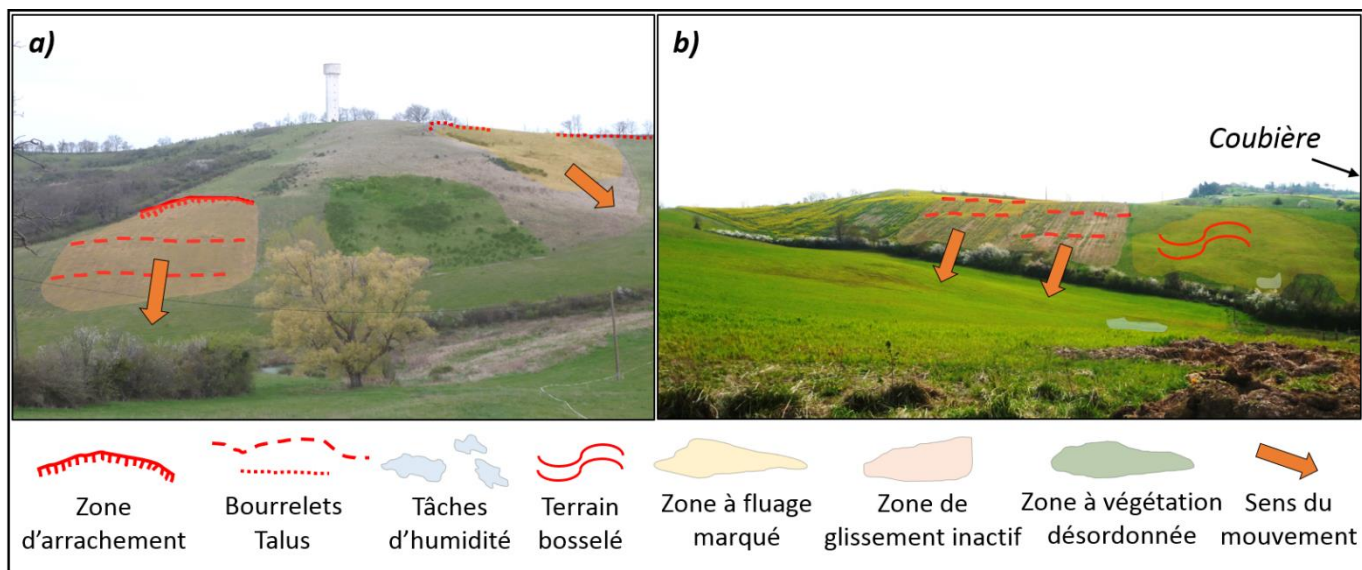 a)
b)
Coubière
Zone
d'arrachement
Bourrelets
Talus
Tâches
d'humidité
Terrain
bosselé
Zone à fluage
marqué
Zone de
glissement inactif
Zone à végétation
désordonnée
Sens du
mouvement